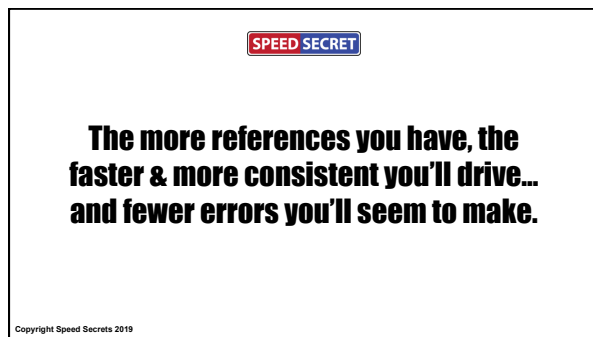 SPEED SECRET
The more references you have, the
faster & more consistent you'll drive...
and fewer errors you'll seem to make.
Copyright Speed Secrets 2019